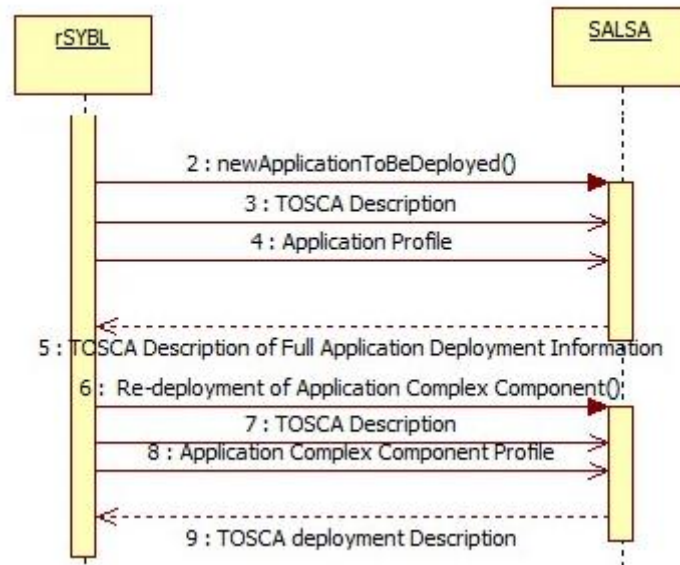 rSYBL
SALSA
2 : newApplicationToBeDeployed()
3 : TOSCA Description
4 : Application Profile
5 : TOSCA Description of Full Application Deployment Information
6 : Re-deployment of Application Complex Component()
7 : TOSCA Description
8 : Application Complex Component Profile
9 : TOSCA deployment Description